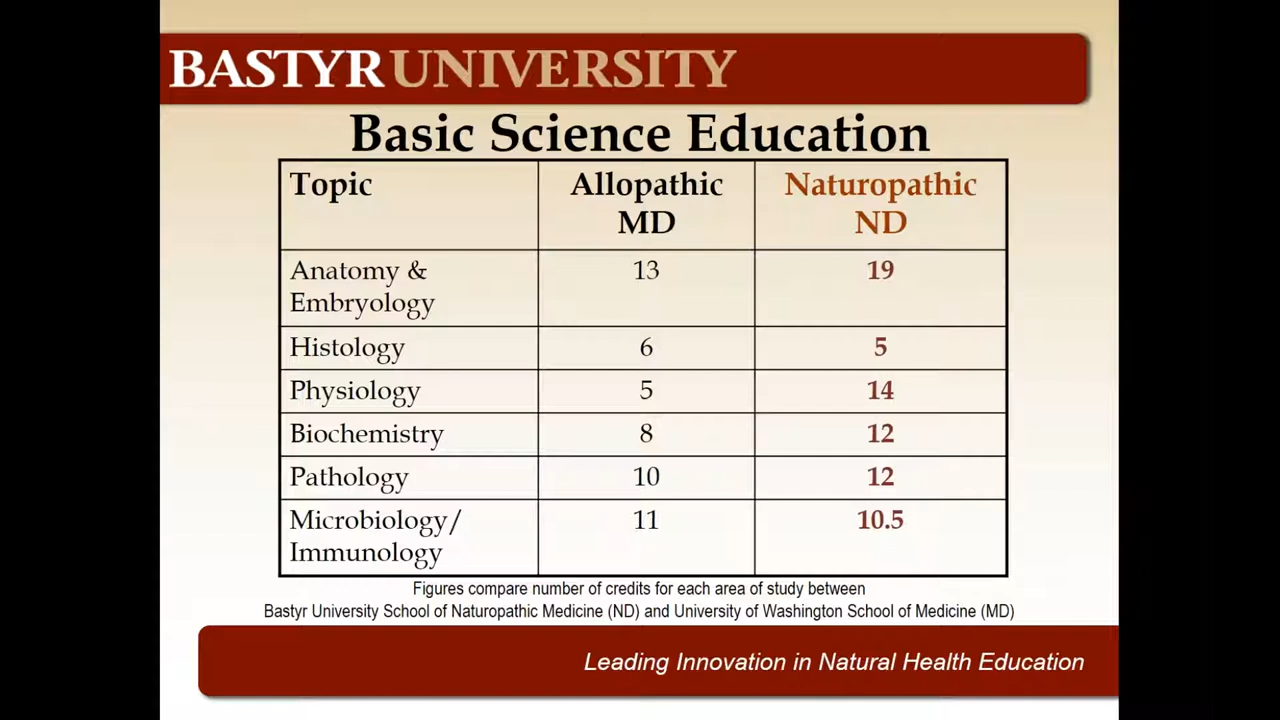 BASTYR UNIVERSITY
Basic Science Education
Topic Allopathic MD Naturopathic ND
Anatomy & Embryology 13 19
Histology 6 5
Physiology 5 14
Biochemistry 8 12
Pathology 10 12
Microbiology/ Immunology 11 10.5
Figures compare number of credits for each area of study between
Bastyr University School of Naturopathic Medicine (ND) and University of Washington School of Medicine (MD)
Leading Innovation in Natural Health Education